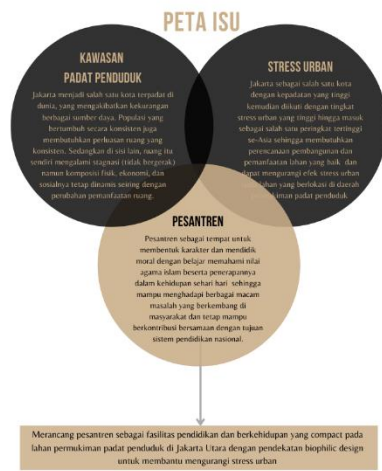 PETA ISU
KAWASAN
PADAT PENDUDUK
Jakarta menjadi salah satu kota terpadat di
dunia, yang mengakibatkan kekurangan
berbagai sumber daya. Populasi yang
bertumbuh secara konsisten juga
membutuhkan perluasan ruang yang
konsisten. Sedangkan di sisi lain, ruang itu
sendiri mengalami stagnasi (tidak bergerak)
namun komposisi fisik, ekonomi, dan
sosialnya tetap dinamis seiring dengan
perubahan pemanfaatan ruang.
STRESS URBAN
Jakarta sebagai salah satu kota
dengan kepadatan yang tinggi
kemudian diikuti dengan tingkat
stress urban yang tinggi hingga masuk
sebagai salah satu peringkat tertinggi
se-Asia sehingga membutuhkan
perencanaan pembangunan dan
pemanfaatan lahan yang baik dan
dapat mengurangi efek stress urban
lahan yang berlokasi di daerah
permukiman padat penduduk
PESANTREN
Pesantren sebagai tempat untuk
membentuk karakter dan mendidik
moral dengan belajar memahami nilai
agama islam beserta penerapannya
dalam kehidupan sehari hari sehingga
mampu menghadapi berbagai macam
masalah yang berkembang di
masyarakat dan tetap mampu
berkontribusi bersamaan dengan tujuan
sistem pendidikan nasional.
Merancang pesantren sebagai fasilitas pendidikan dan berkehidupan yang compact pada
lahan permukiman padat penduduk di Jakarta Utara dengan pendekatan biophilic design
untuk membantu mengurangi stress urban